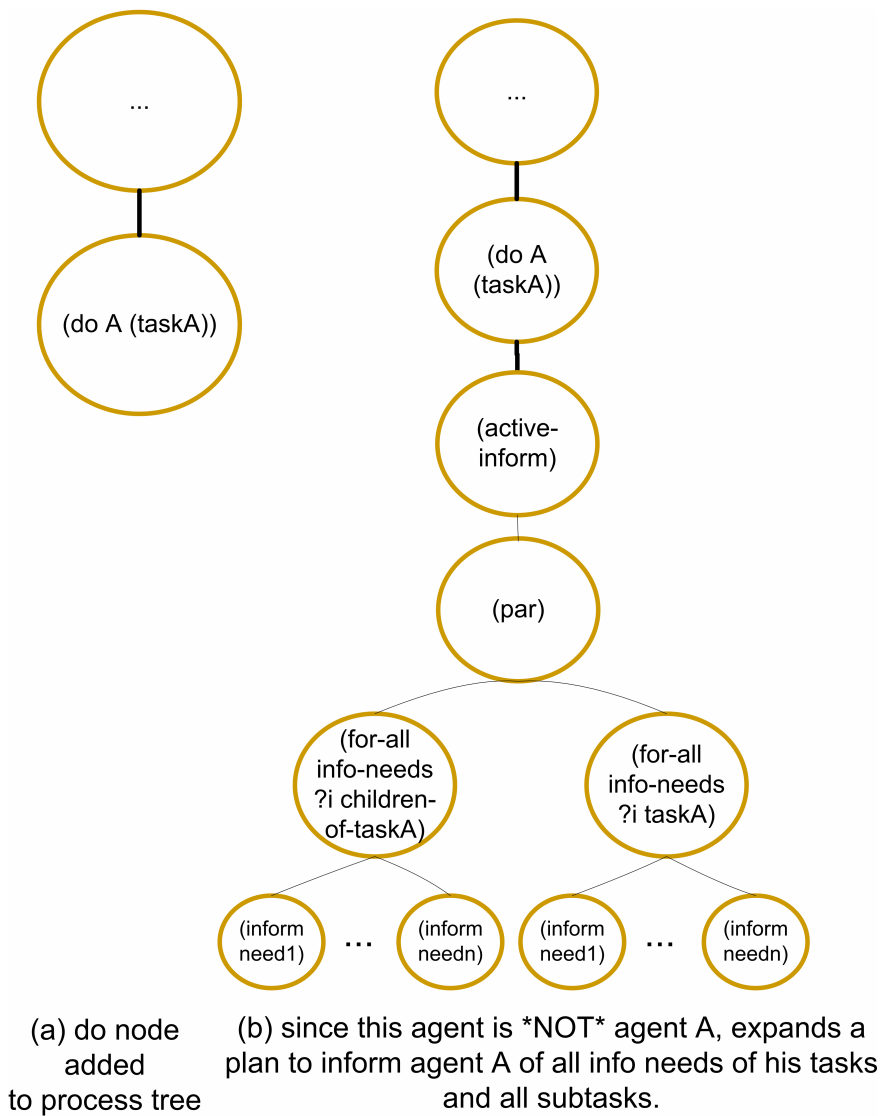 ...
(do A (taskA))
(a) do node
added
to process tree
...
(do A
(taskA))
(active-
inform)
(par)
(for-all
info-needs
?i children-
of-taskA)
(for-all
info-needs
?i taskA)
(inform
need1)
...
(inform
needn)
(inform
need1)
...
(inform
needn)
(b) since this agent is *NOT* agent A, expands a
plan to inform agent A of all info needs of his tasks
and all subtasks.